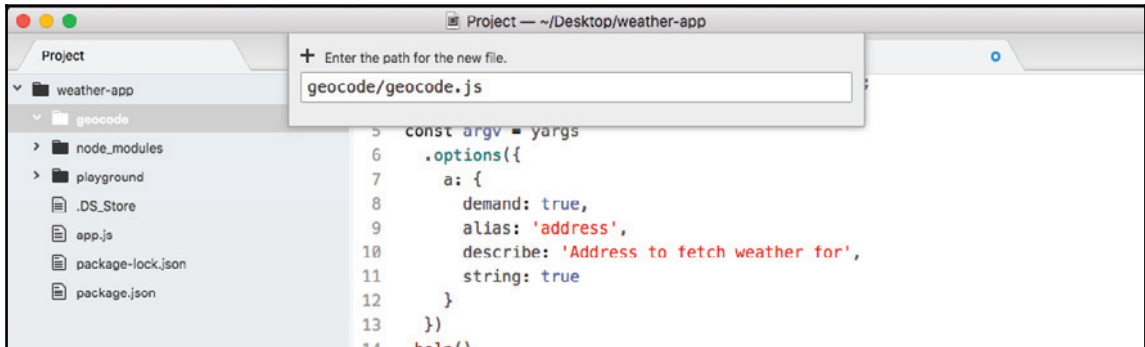 Project — ~/Desktop/weather-app
Project
Enter the path for the new file.
geocode/geocode.js
weather-app
geocode
node_modules
playground
.DS_Store
app.js
package-lock.json
package.json
;
5 const argv = yargs
6 .options({
7 a: {
8 demand: true,
9 alias: 'address',
10 describe: 'Address to fetch weather for',
11 string: true
12 }
13 })
14 .help()